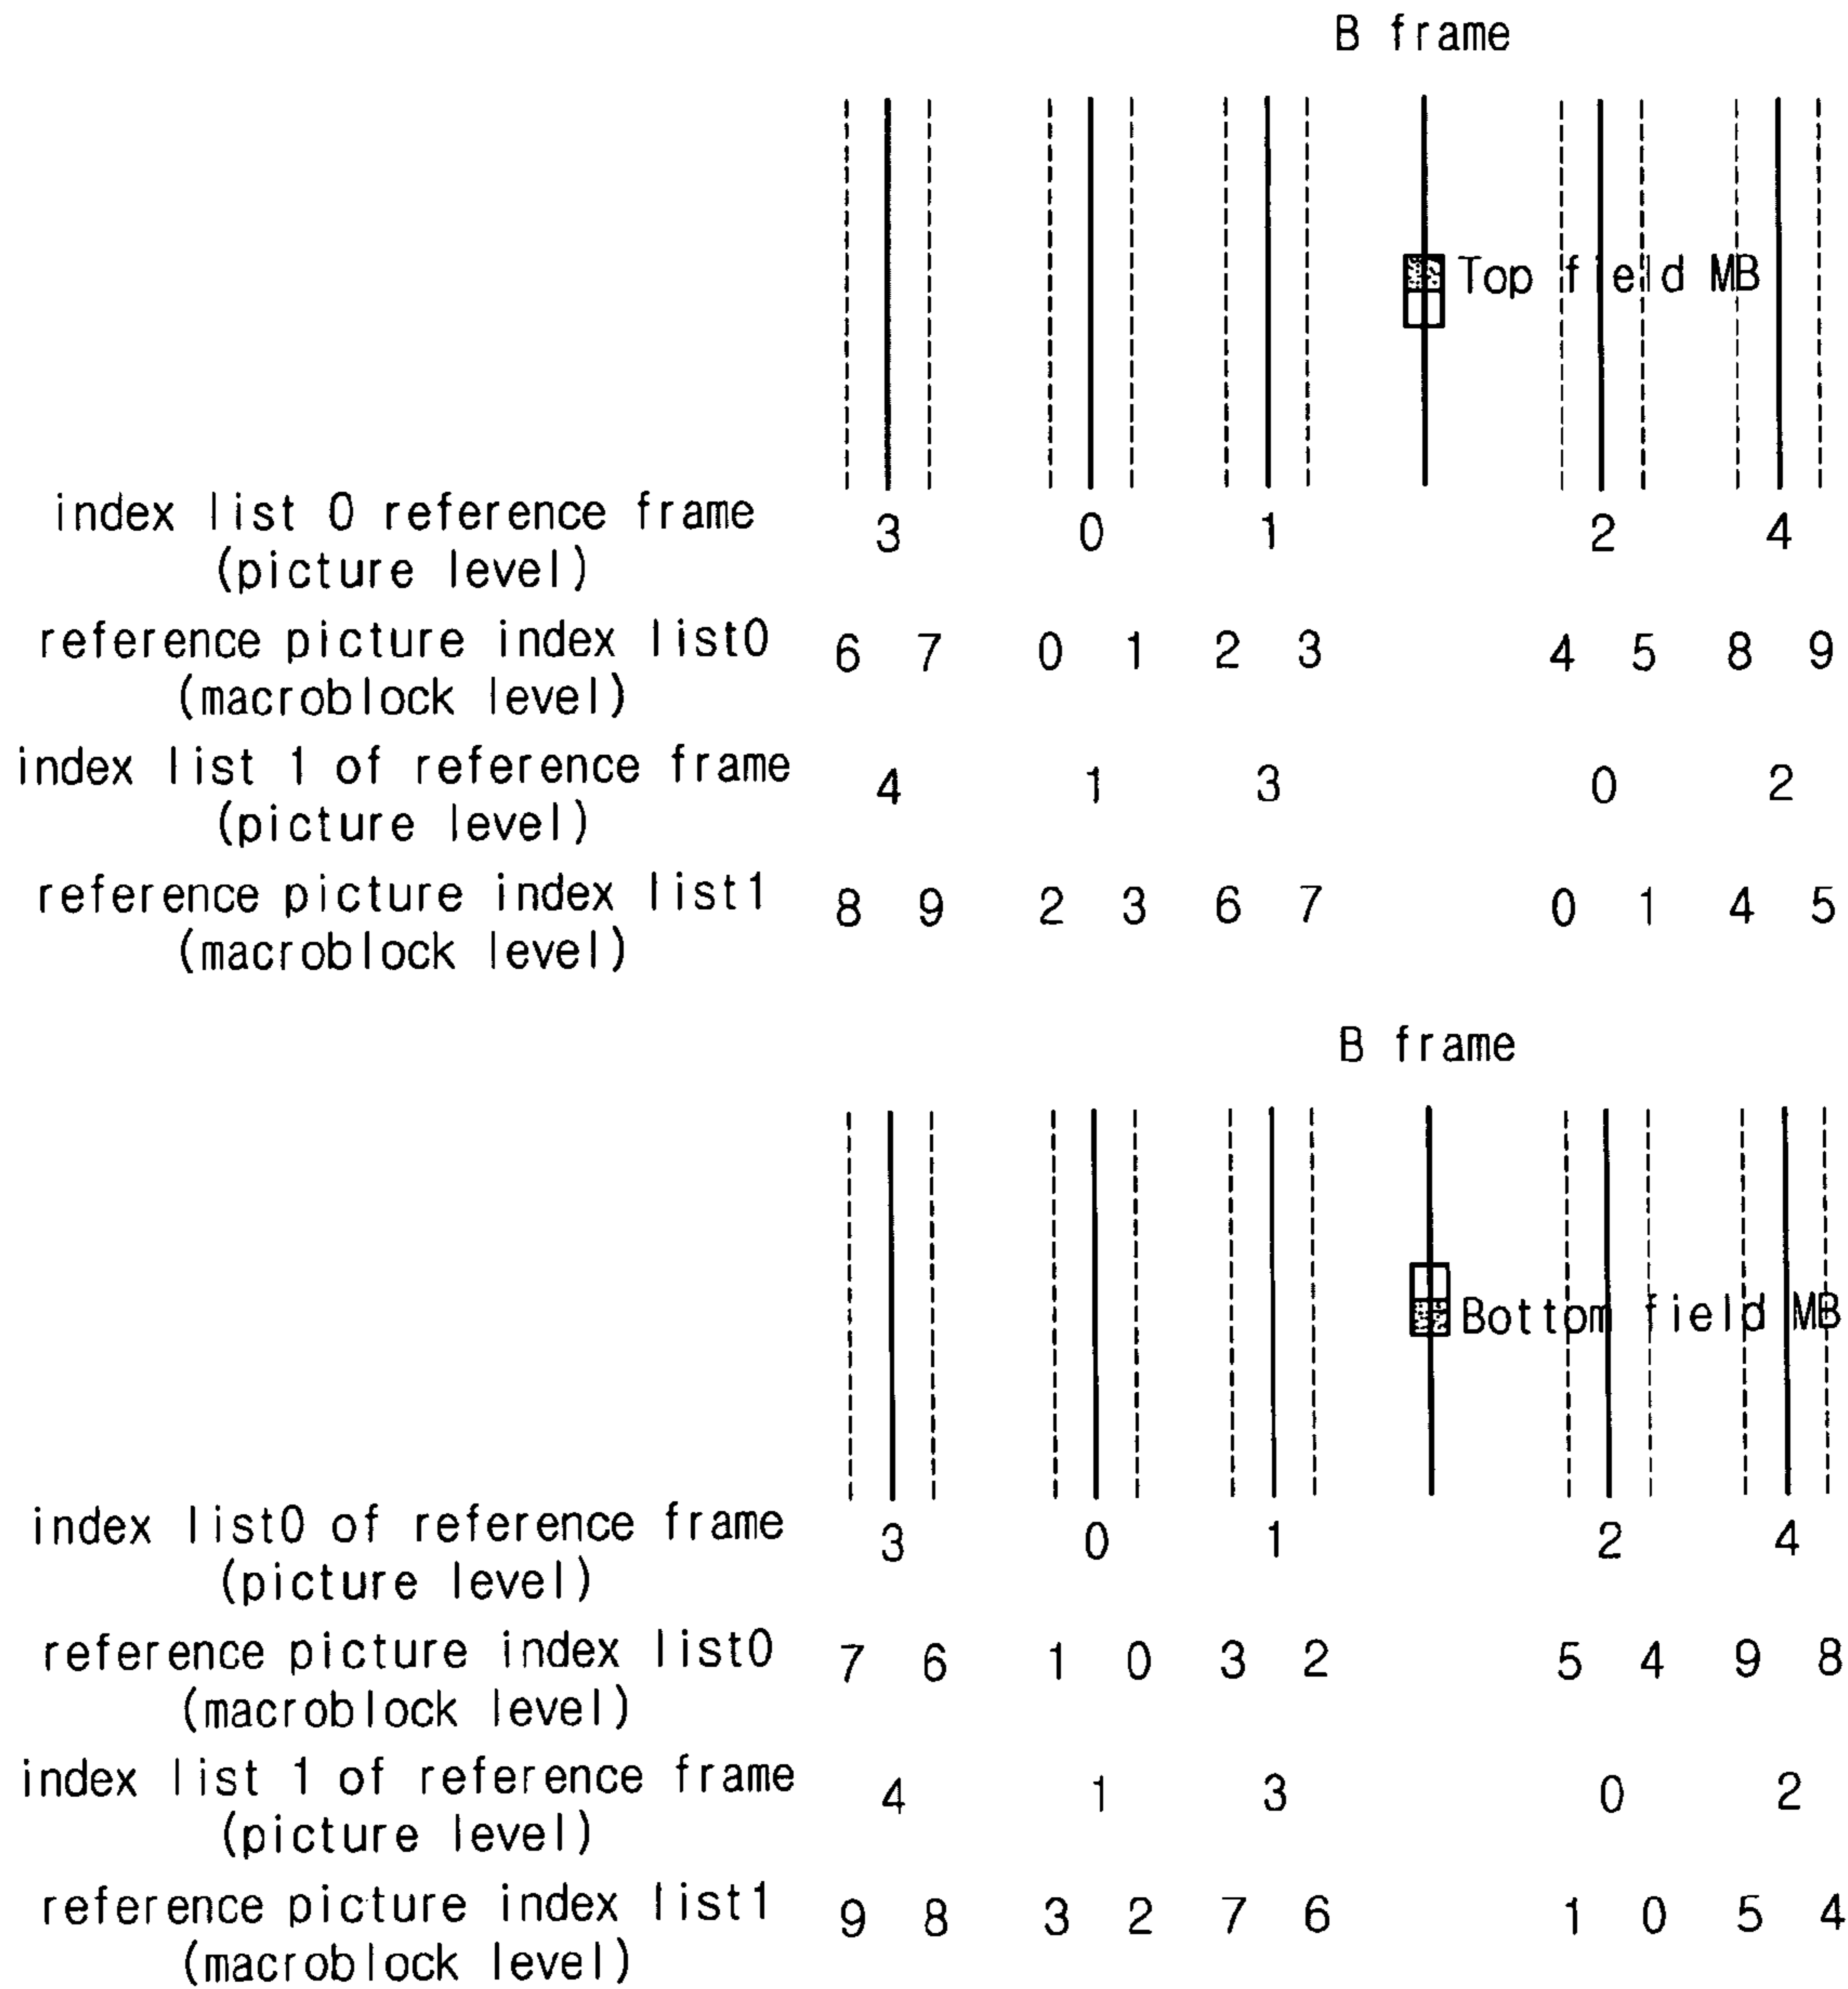 B frame
Top field MB
index list 0 reference frame
(picture level)
3 0 1 2 4
reference picture index list0
(macroblock level)
6 7 0 1 2 3 4 5 8 9
index list 1 of reference frame
(picture level)
4 1 3 0 2
reference picture index list1
(macroblock level)
8 9 2 3 6 7 0 1 4 5
B frame
Bottom field MB
index list0 of reference frame
(picture level)
3 0 1 2 4
reference picture index list0
(macroblock level)
7 6 1 0 3 2 5 4 9 8
index list 1 of reference frame
(picture level)
4 1 3 0 2
reference picture index list1
(macroblock level)
9 8 3 2 7 6 1 0 5 4